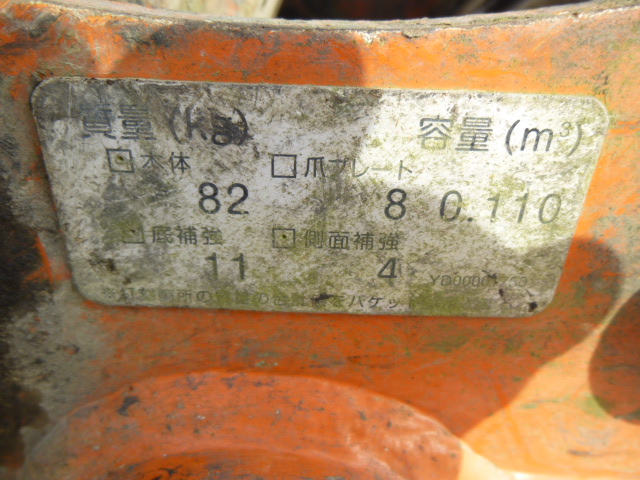 質量(kg) 容量(m³)
本体 爪プレート
82 8 0.110
底補強 側面補強
11 4